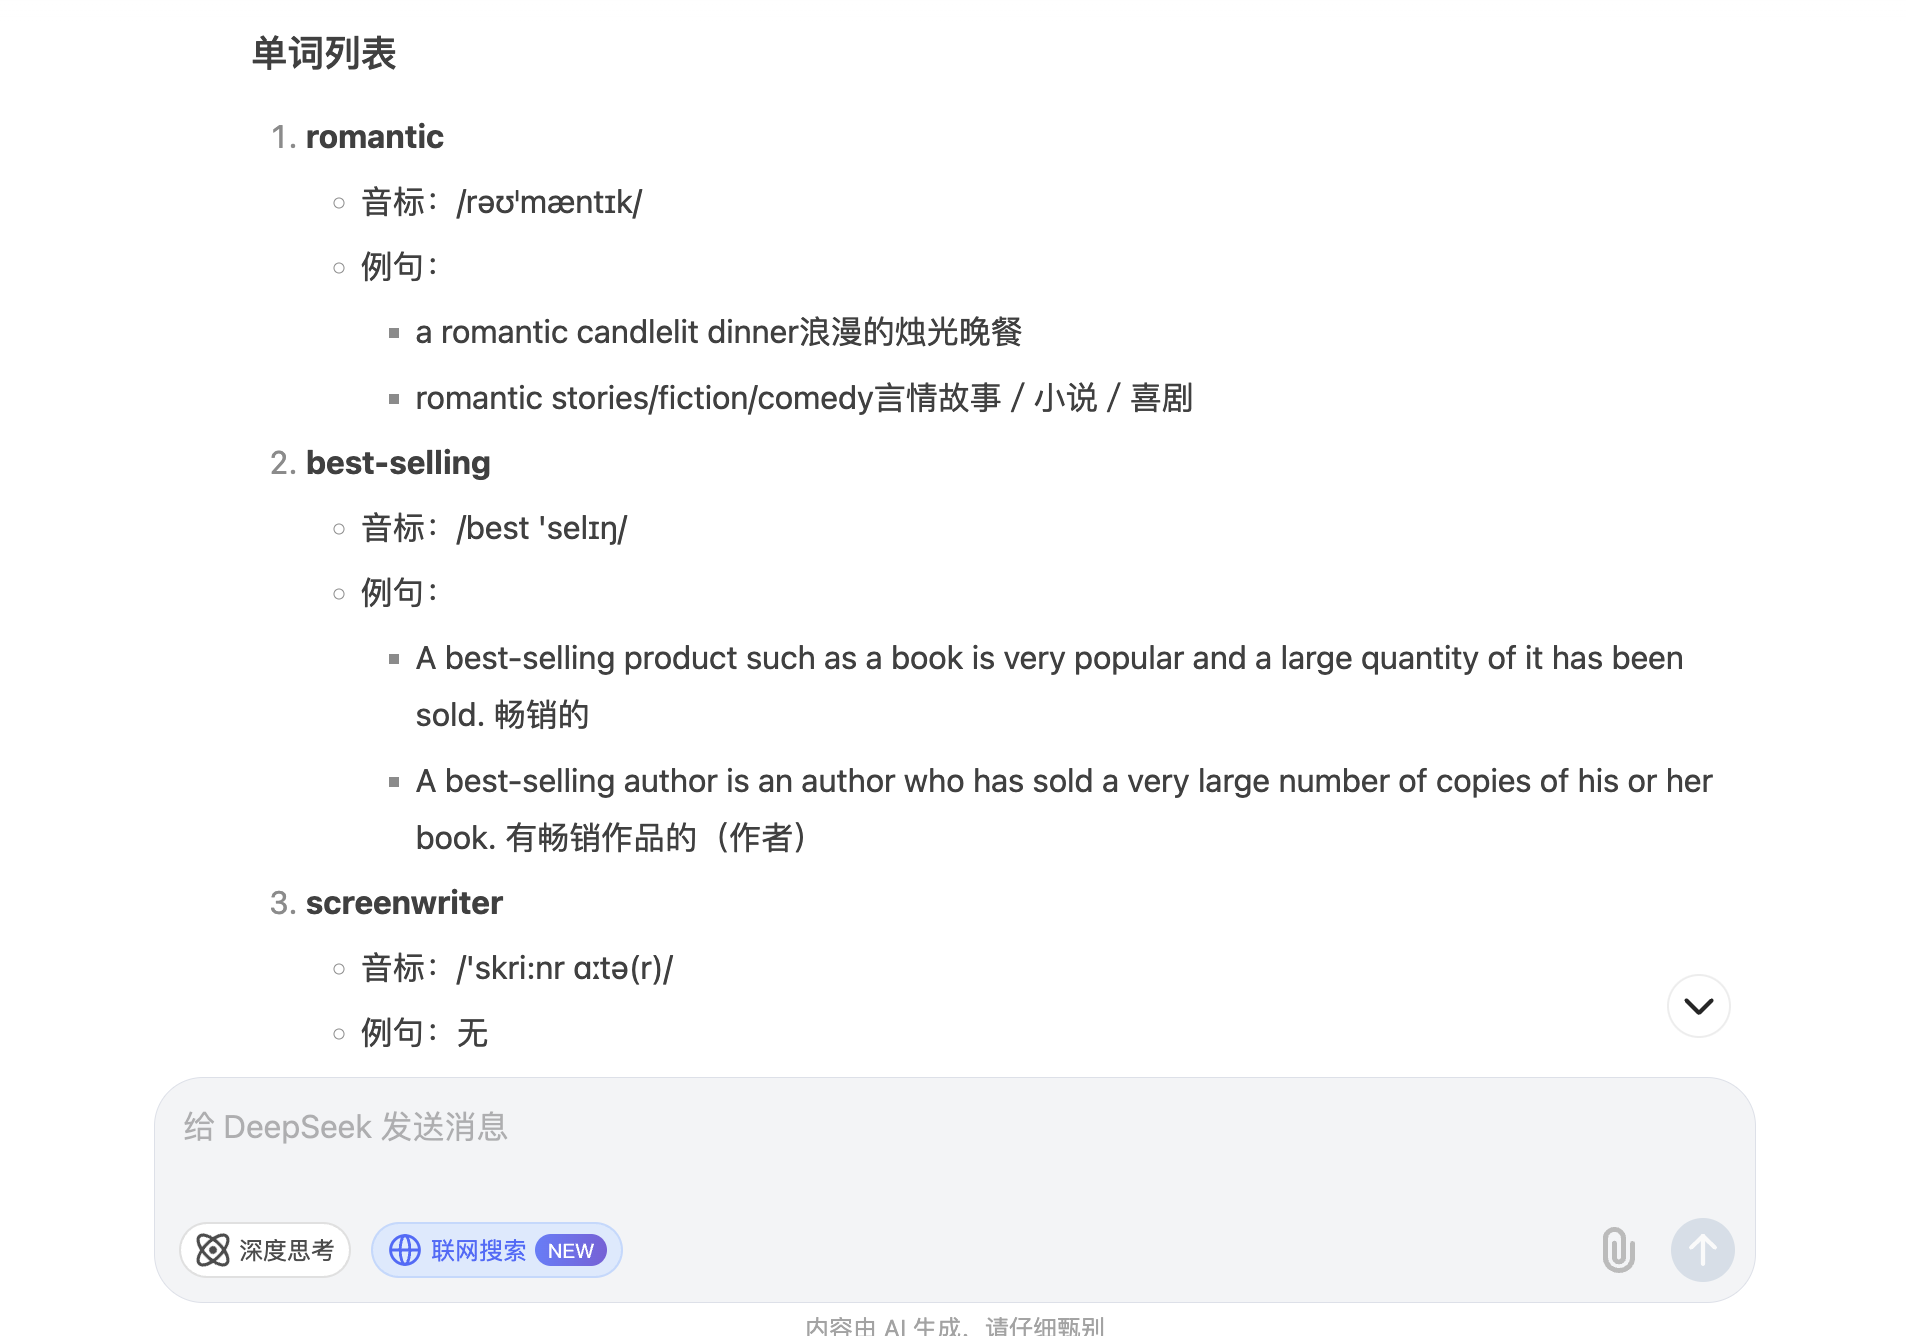 单词列表
1. romantic
音标：/rəʊˈmæntɪk/
例句：
a romantic candlelit dinner浪漫的烛光晚餐
romantic stories/fiction/comedy言情故事 / 小说 / 喜剧
2. best-selling
音标：/best ˈselɪŋ/
例句：
A best-selling product such as a book is very popular and a large quantity of it has been
sold. 畅销的
A best-selling author is an author who has sold a very large number of copies of his or her
book. 有畅销作品的（作者）
3. screenwriter
音标：/ˈskri:nr ɑːtə(r)/
例句：无
给 DeepSeek 发送消息
深度思考
联网搜索 NEW
内容由 AI 生成，请仔细甄别